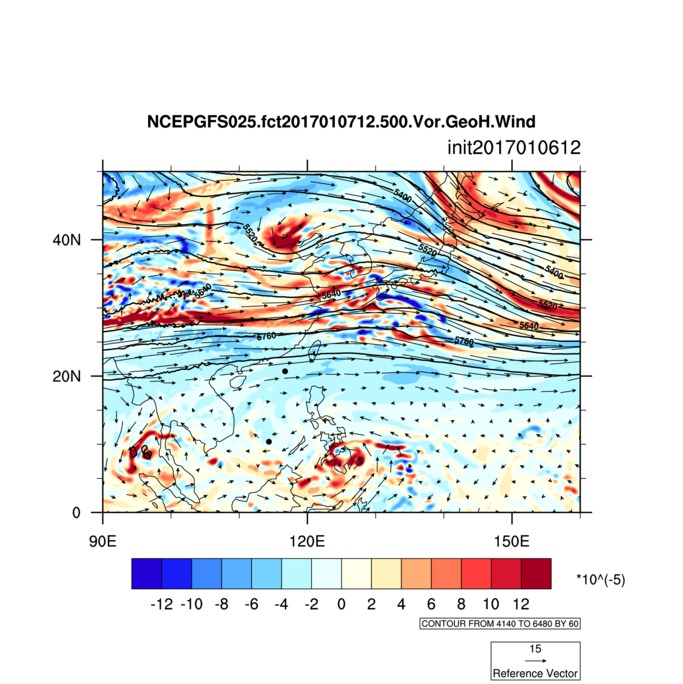 NCEPGFS025.fct2017010712.500.Vor.GeoH.Wind
init2017010612
5400
5520
5520
5400
40N
5640
5640
5520
5640
5760
5760
20N
0
90E 120E 150E
-12 -10 -8 -6 -4 -2 0 2 4 6 8 10 12 *10^(-5)
CONTOUR FROM 4140 TO 6480 BY 60
15
Reference Vector